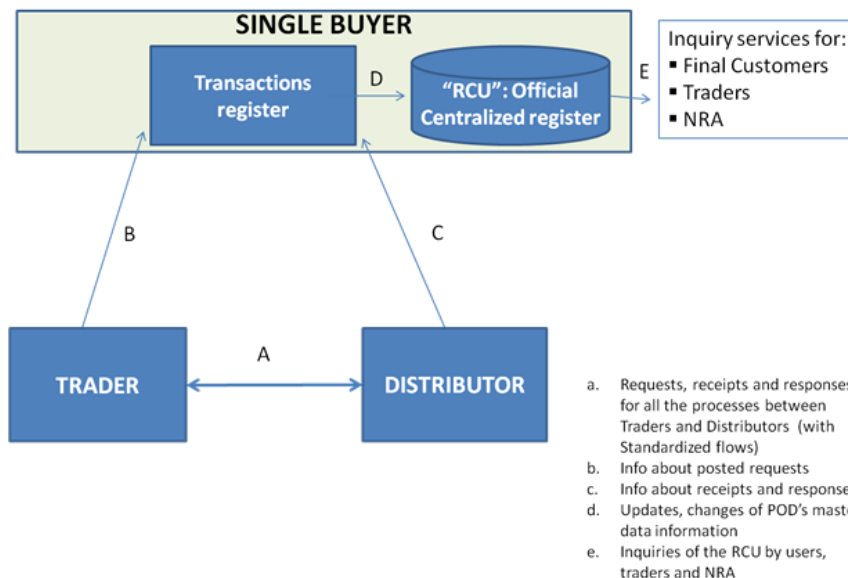 SINGLE BUYER
Transactions
register
D
“RCU”: Official
Centralized register
E
Inquiry services for:
▪ Final Customers
▪ Traders
▪ NRA
B
C
A
TRADER
DISTRIBUTOR
a. Requests, receipts and responses
for all the processes between
Traders and Distributors (with
Standardized flows)
b. Info about posted requests
c. Info about receipts and response
d. Updates, changes of POD’s maste
data information
e. Inquiries of the RCU by users,
traders and NRA